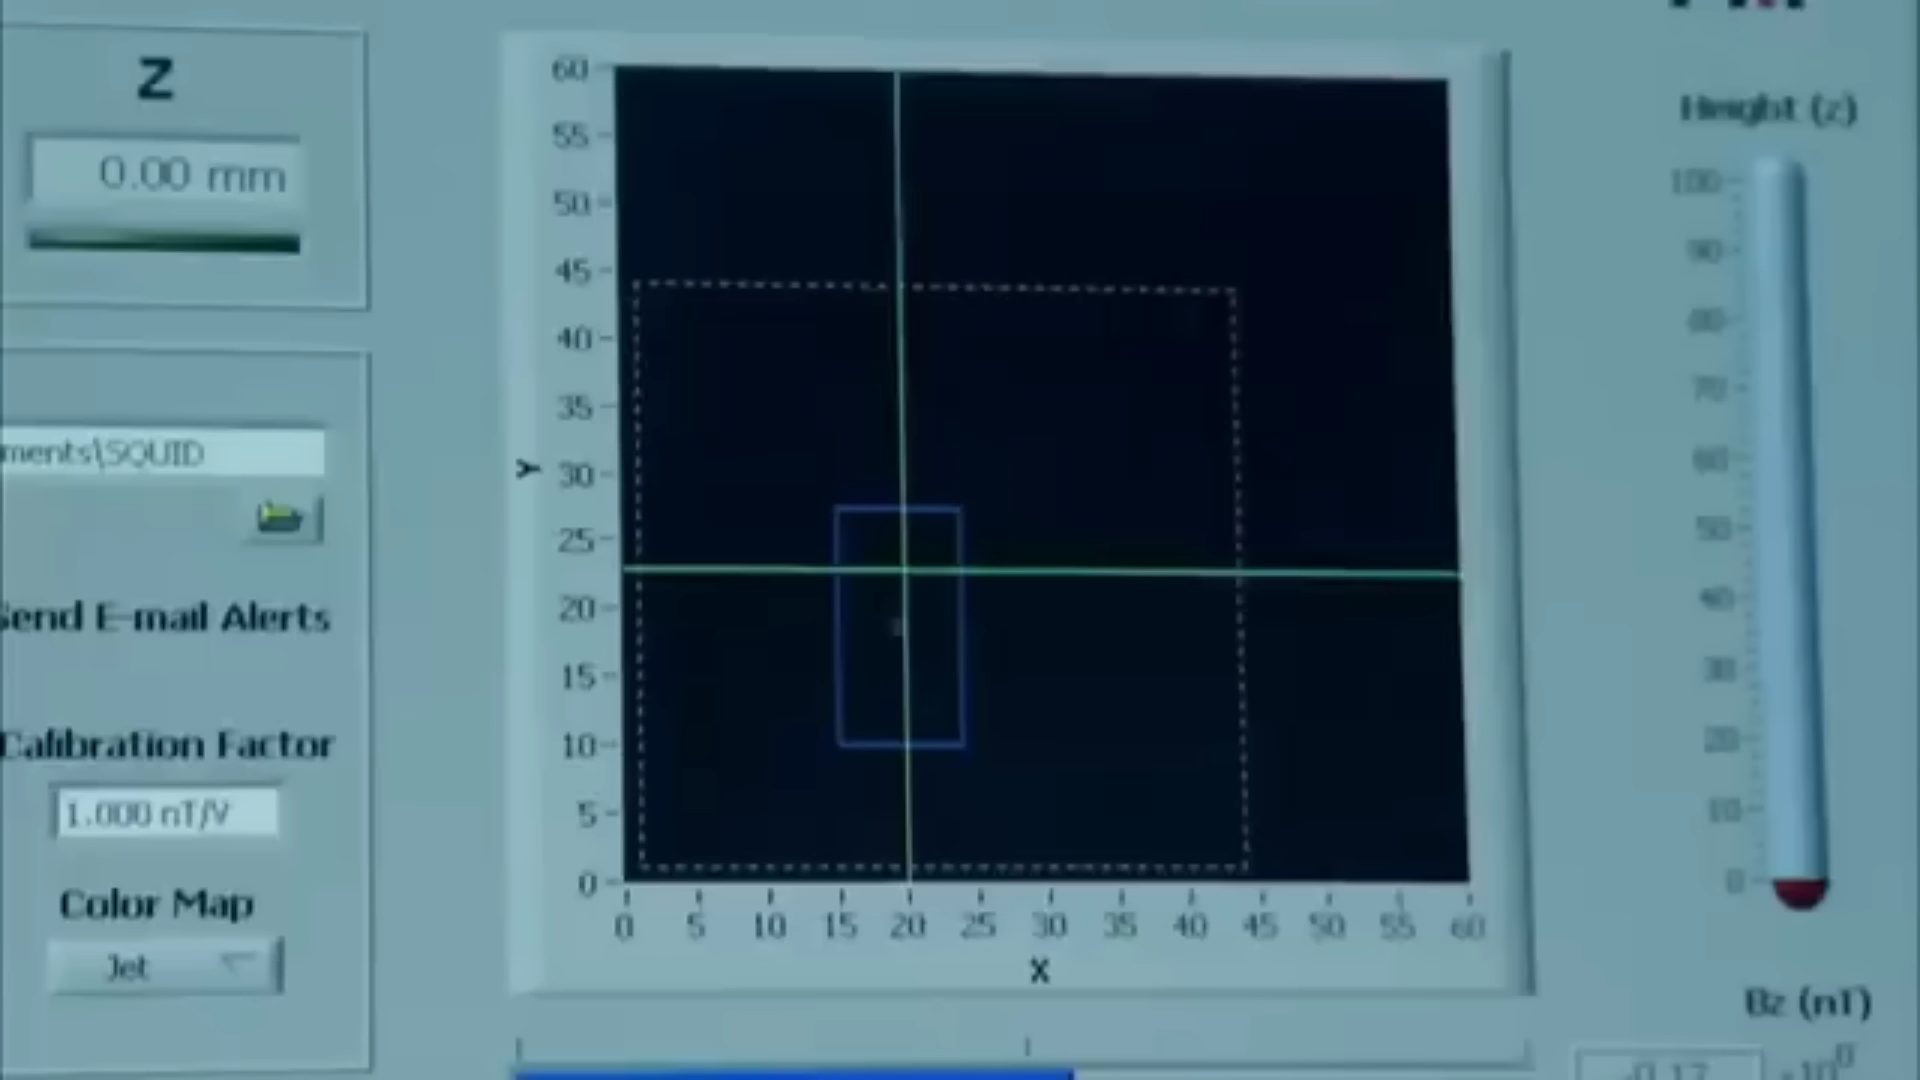 Z
0.00 mm
ments\SQUID
Send E-mail Alerts
Calibration Factor
1.000 nT/V
Color Map
Jet
60
55
50
45
40
35
30
25
20
15
10
5
0
Y
0 5 10 15 20 25 30 35 40 45 50 55 60
X
Height (z)
100
90
80
70
60
50
40
30
20
10
0
Bz (nT)
-0.17